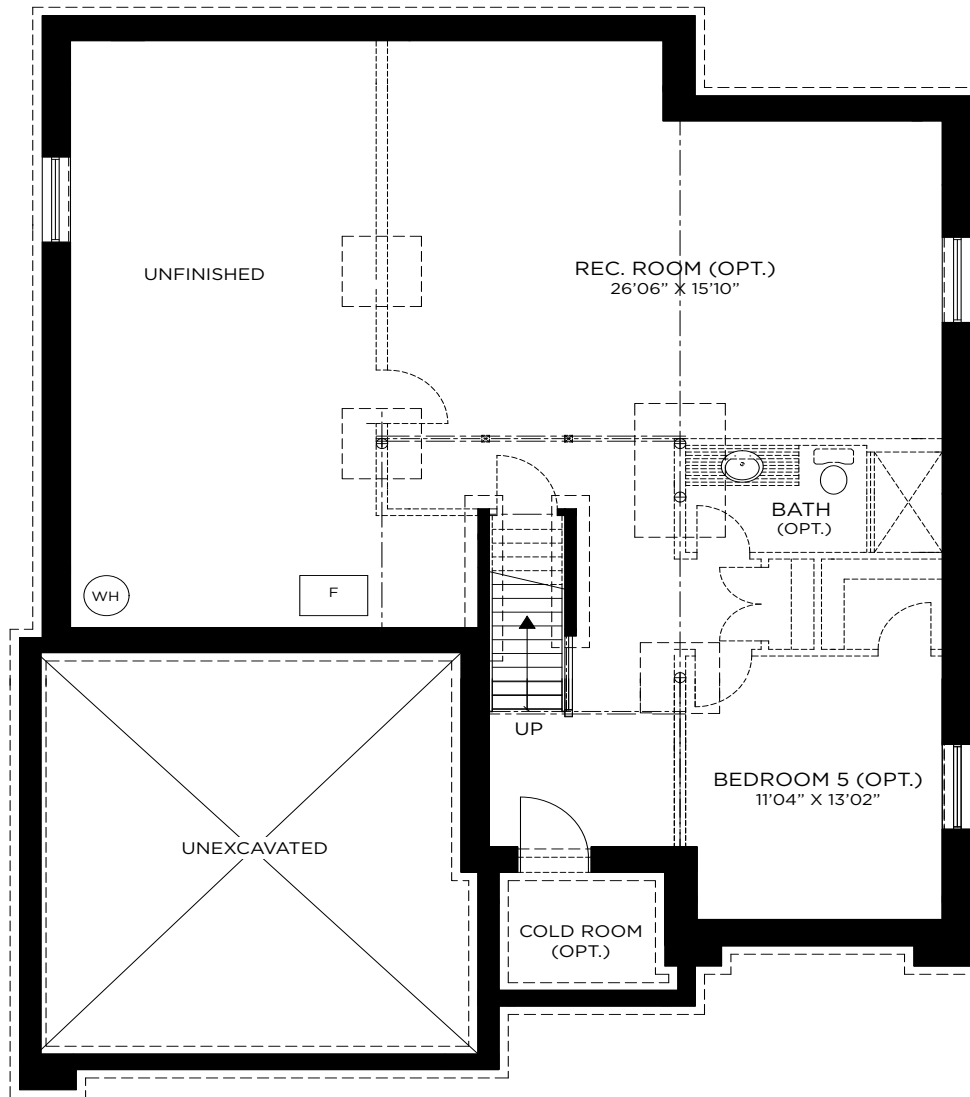 UNFINISHED
REC. ROOM (OPT.)
26’06” X 15’10”
BATH
(OPT.)
WH
F
UP
BEDROOM 5 (OPT.)
11’04” X 13’02”
UNEXCAVATED
COLD ROOM
(OPT.)